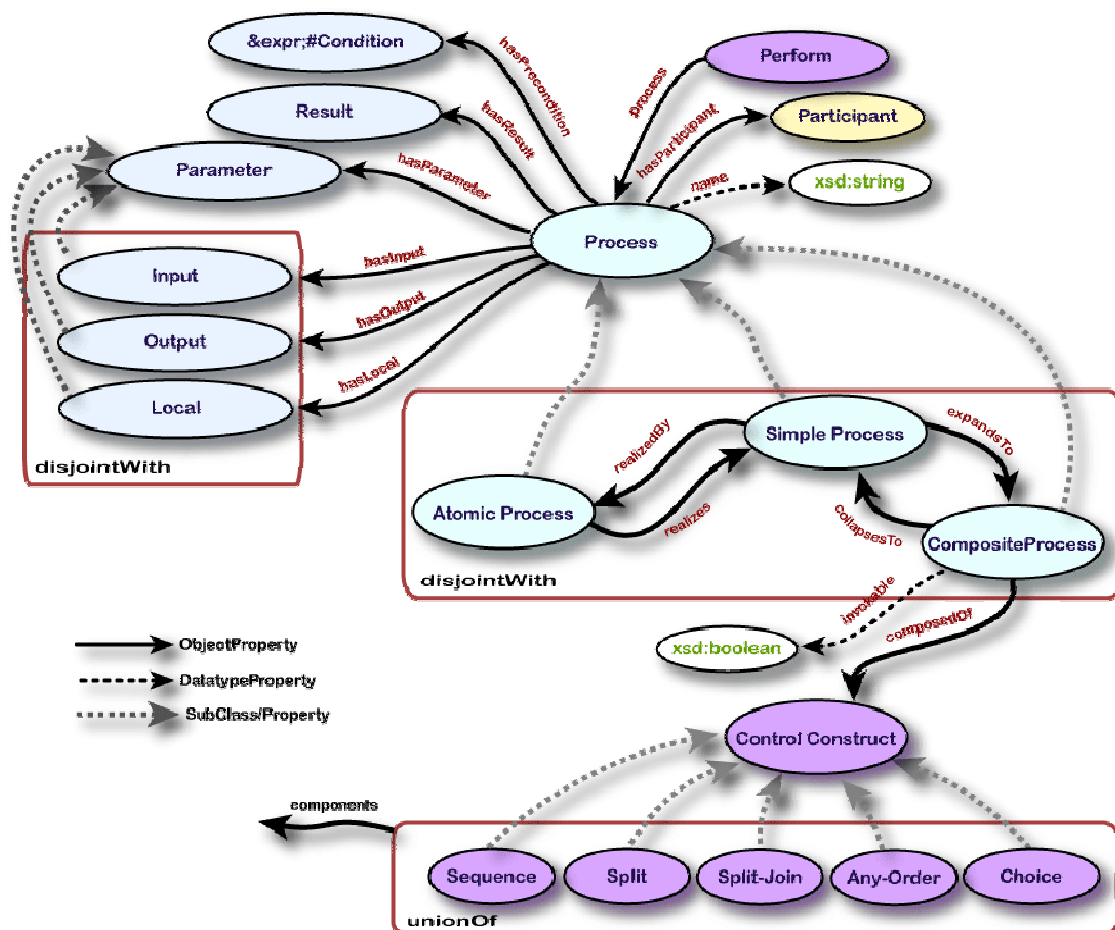 &expr;#Condition
hasPrecondition
Perform
process
Result
hasResult
hasParticipant
Participant
Parameter
hasParameter
name
xsd:string
Process
Input
hasInput
Output
hasOutput
Local
hasLocal
disjointWith
Simple Process
expandsTo
realizedBy
Atomic Process
realizes
collapsesTo
CompositeProcess
disjointWith
invokable
composedOf
xsd:boolean
ObjectProperty
DatatypeProperty
SubClass/Property
Control Construct
components
Sequence
Split
Split-Join
Any-Order
Choice
unionOf